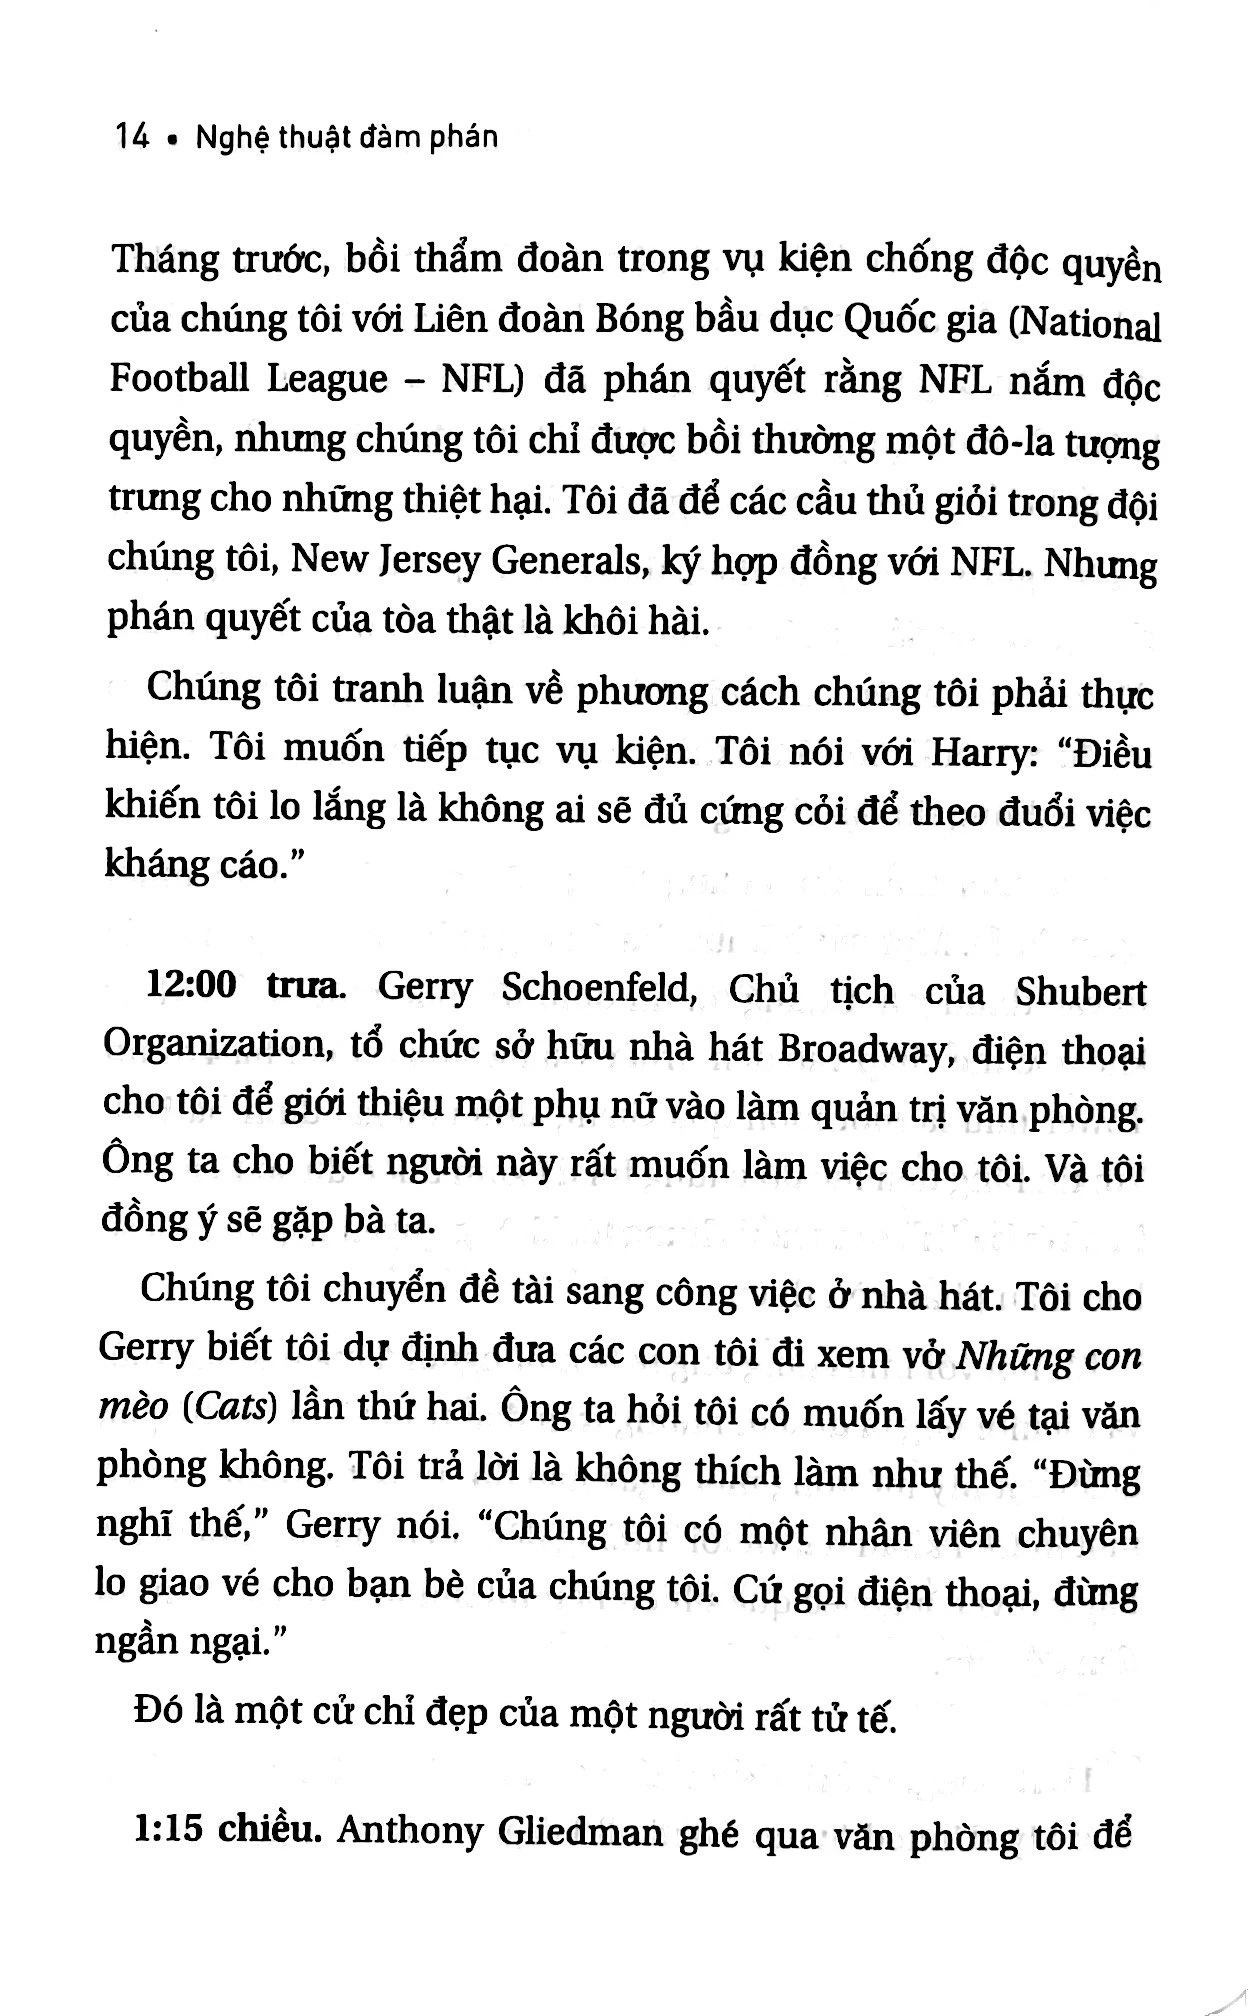 14 • Nghệ thuật đàm phán
Tháng trước, bồi thẩm đoàn trong vụ kiện chống độc quyền
của chúng tôi với Liên đoàn Bóng bầu dục Quốc gia (National
Football League – NFL) đã phán quyết rằng NFL nắm độc
quyền, nhưng chúng tôi chỉ được bồi thường một đô-la tượng
trưng cho những thiệt hại. Tôi đã để các cầu thủ giỏi trong đội
chúng tôi, New Jersey Generals, ký hợp đồng với NFL. Nhưng
phán quyết của tòa thật là khôi hài.
Chúng tôi tranh luận về phương cách chúng tôi phải thực
hiện. Tôi muốn tiếp tục vụ kiện. Tôi nói với Harry: “Điều
khiến tôi lo lắng là không ai sẽ đủ cứng cỏi để theo đuổi việc
kháng cáo.”
12:00 trưa. Gerry Schoenfeld, Chủ tịch của Shubert
Organization, tổ chức sở hữu nhà hát Broadway, điện thoại
cho tôi để giới thiệu một phụ nữ vào làm quản trị văn phòng.
Ông ta cho biết người này rất muốn làm việc cho tôi. Và tôi
đồng ý sẽ gặp bà ta.
Chúng tôi chuyển đề tài sang công việc ở nhà hát. Tôi cho
Gerry biết tôi dự định đưa các con tôi đi xem vở Những con
mèo (Cats) lần thứ hai. Ông ta hỏi tôi có muốn lấy vé tại văn
phòng không. Tôi trả lời là không thích làm như thế. “Đừng
nghĩ thế,” Gerry nói. “Chúng tôi có một nhân viên chuyên
lo giao vé cho bạn bè của chúng tôi. Cứ gọi điện thoại, đừng
ngần ngại.”
Đó là một cử chỉ đẹp của một người rất tử tế.
1:15 chiều. Anthony Gliedman ghé qua văn phòng tôi để